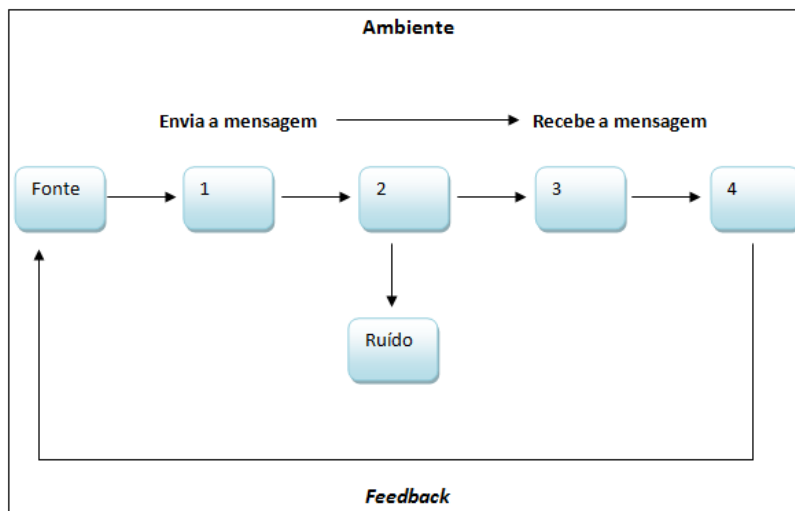 Ambiente
Envia a mensagem
Recebe a mensagem
Fonte
1
2
3
4
Ruído
Feedback